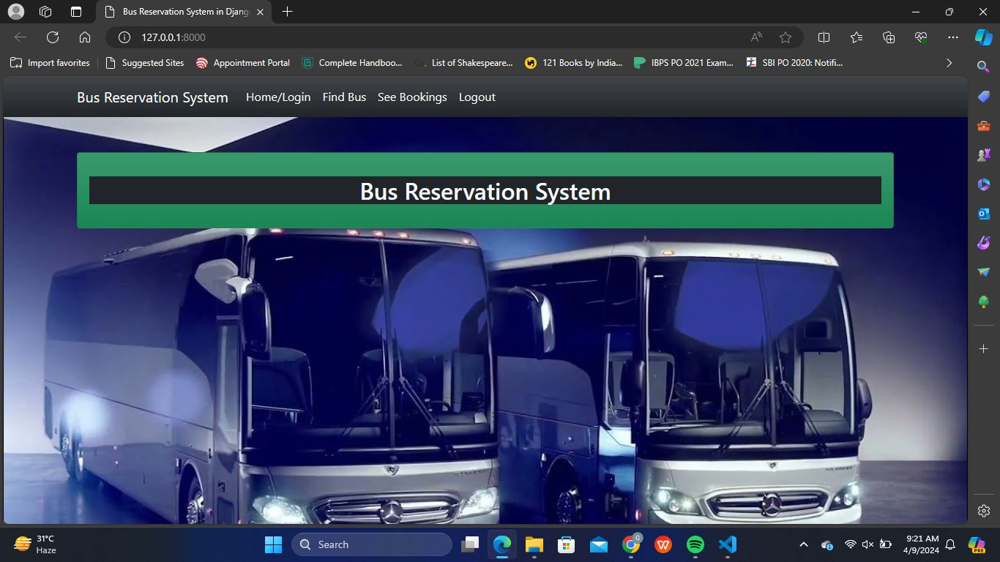 Bus Reservation System in Djang
127.0.0.1:8000
Import favorites
Suggested Sites
Appointment Portal
Complete Handboo...
List of Shakespeare...
121 Books by India...
IBPS PO 2021 Exam...
SBI PO 2020: Notifi...
Bus Reservation System
Home/Login
Find Bus
See Bookings
Logout
Bus Reservation System
31°C
Haze
Search
G
9:21 AM
4/9/2024
PRE